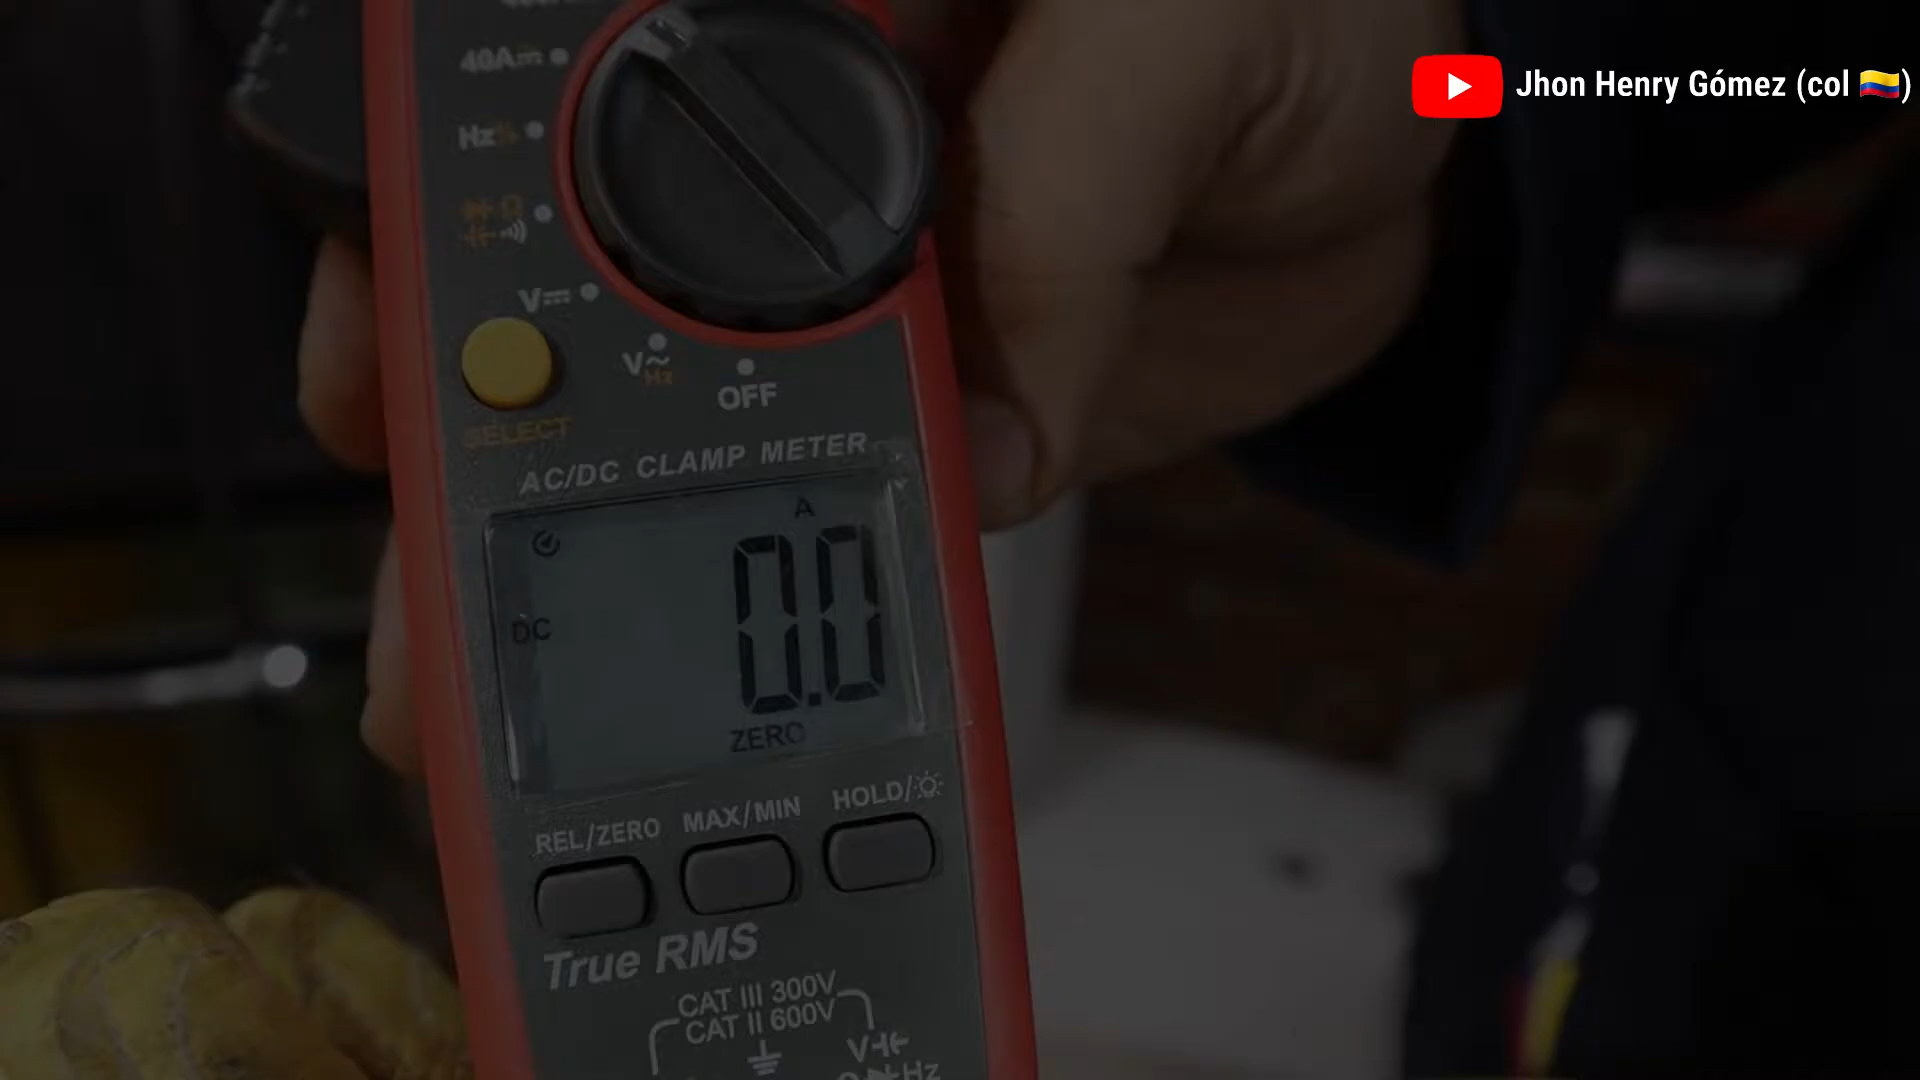 Jhon Henry Gómez (col 🇨🇴)
40A
Hz%
Ω
V
V~
Hz
OFF
SELECT
AC/DC CLAMP METER
A
0.0
DC
ZERO
REL/ZERO MAX/MIN HOLD/
True RMS
CAT III 300V
CAT II 600V
V
Hz